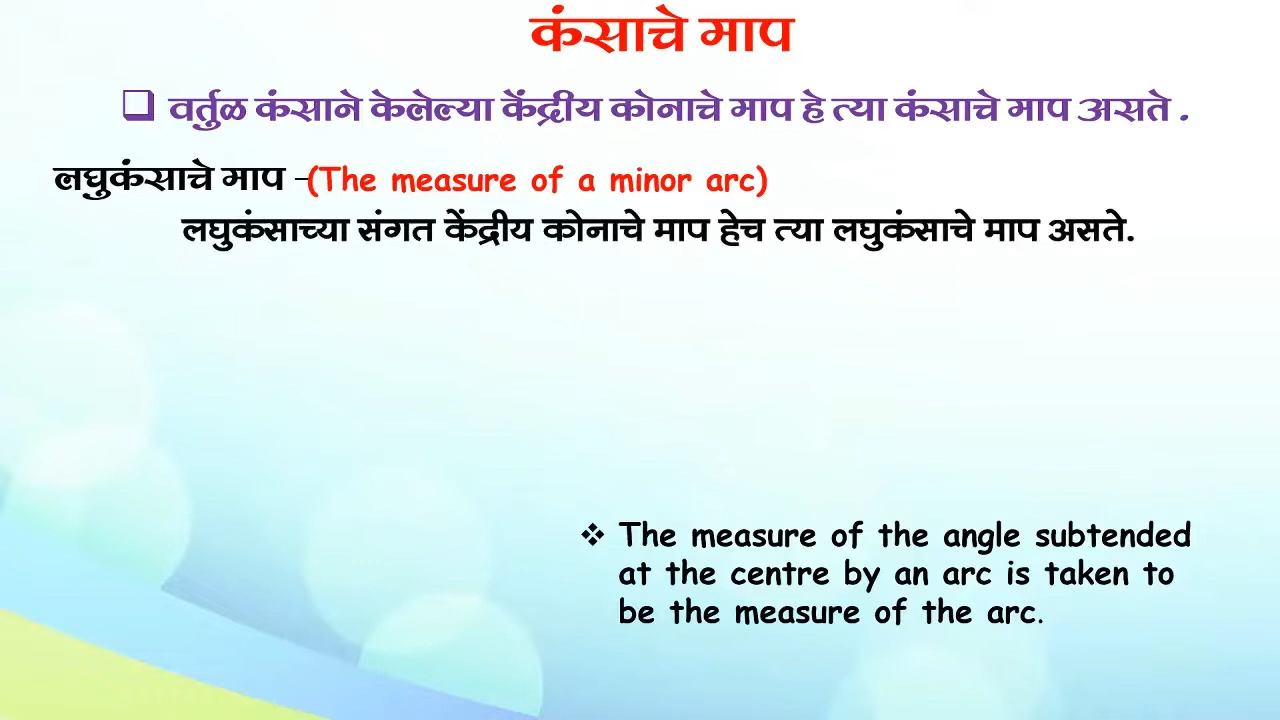 कंसाचे माप
❑ वर्तुळ कंसाने केलेल्या केंद्रीय कोनाचे माप हे त्या कंसाचे माप असते .
लघुकंसाचे माप –(The measure of a minor arc)
लघुकंसाच्या संगत केंद्रीय कोनाचे माप हेच त्या लघुकंसाचे माप असते.
❖ The measure of the angle subtended
at the centre by an arc is taken to
be the measure of the arc.